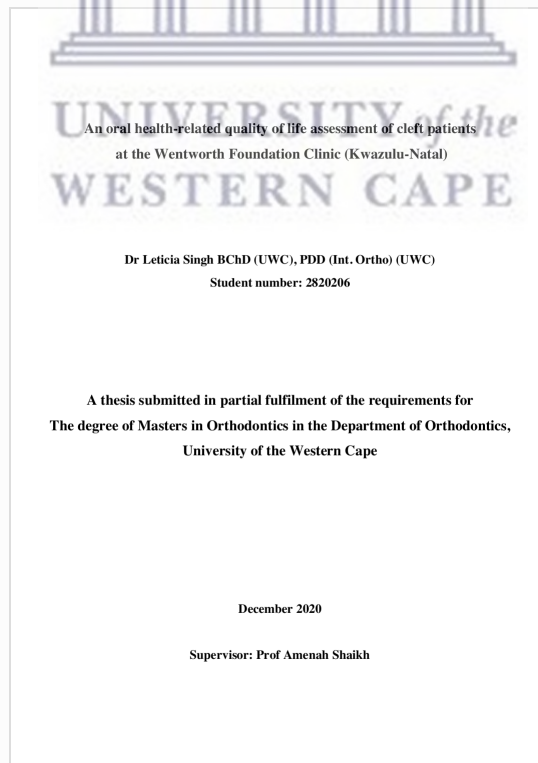 UNIVERSITY of the
An oral health-related quality of life assessment of cleft patients
at the Wentworth Foundation Clinic (Kwazulu-Natal)
WESTERN CAPE
Dr Leticia Singh BChD (UWC), PDD (Int. Ortho) (UWC)
Student number: 2820206
A thesis submitted in partial fulfilment of the requirements for
The degree of Masters in Orthodontics in the Department of Orthodontics,
University of the Western Cape
December 2020
Supervisor: Prof Amenah Shaikh